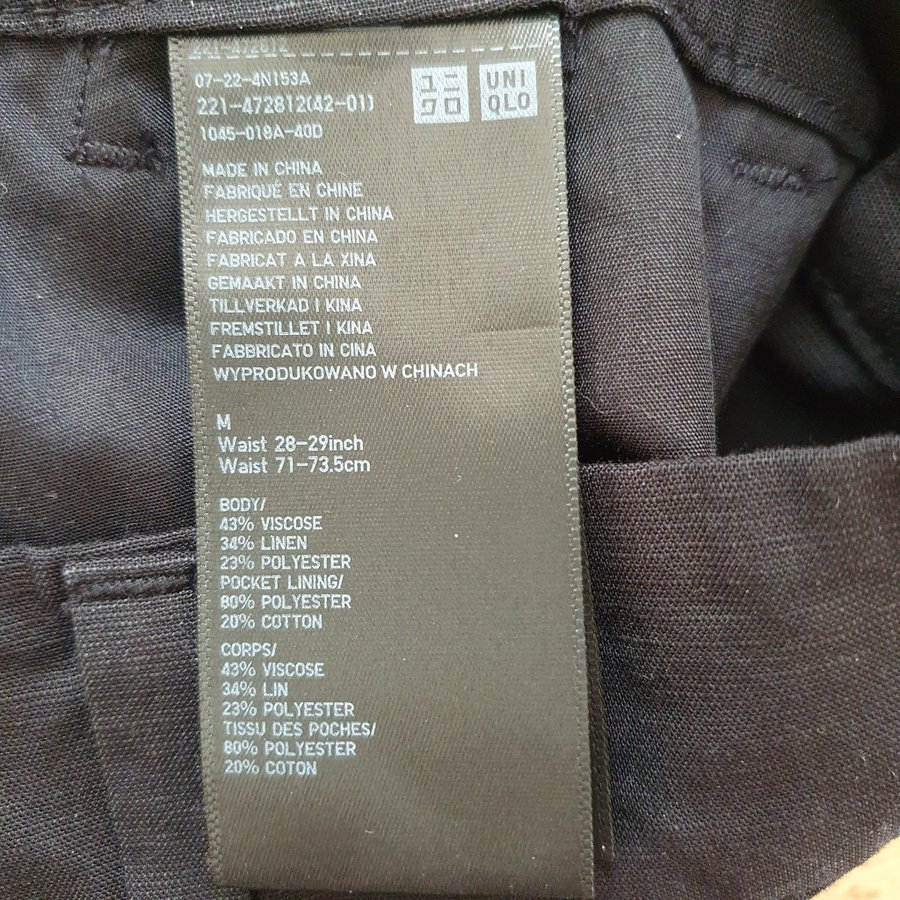 221-472812
07-22-4N153A
221-472812(42-01)
1045-018A-40D
ユニ
クロ
UNI
QLO
MADE IN CHINA
FABRIQUÉ EN CHINE
HERGESTELLT IN CHINA
FABRICADO EN CHINA
FABRICAT A LA XINA
GEMAAKT IN CHINA
TILLVERKAD I KINA
FREMSTILLET I KINA
FABBRICATO IN CINA
WYPRODUKOWANO W CHINACH
M
Waist 28-29inch
Waist 71-73.5cm
BODY/
43% VISCOSE
34% LINEN
23% POLYESTER
POCKET LINING/
80% POLYESTER
20% COTTON
CORPS/
43% VISCOSE
34% LIN
23% POLYESTER
TISSU DES POCHES/
80% POLYESTER
20% COTON